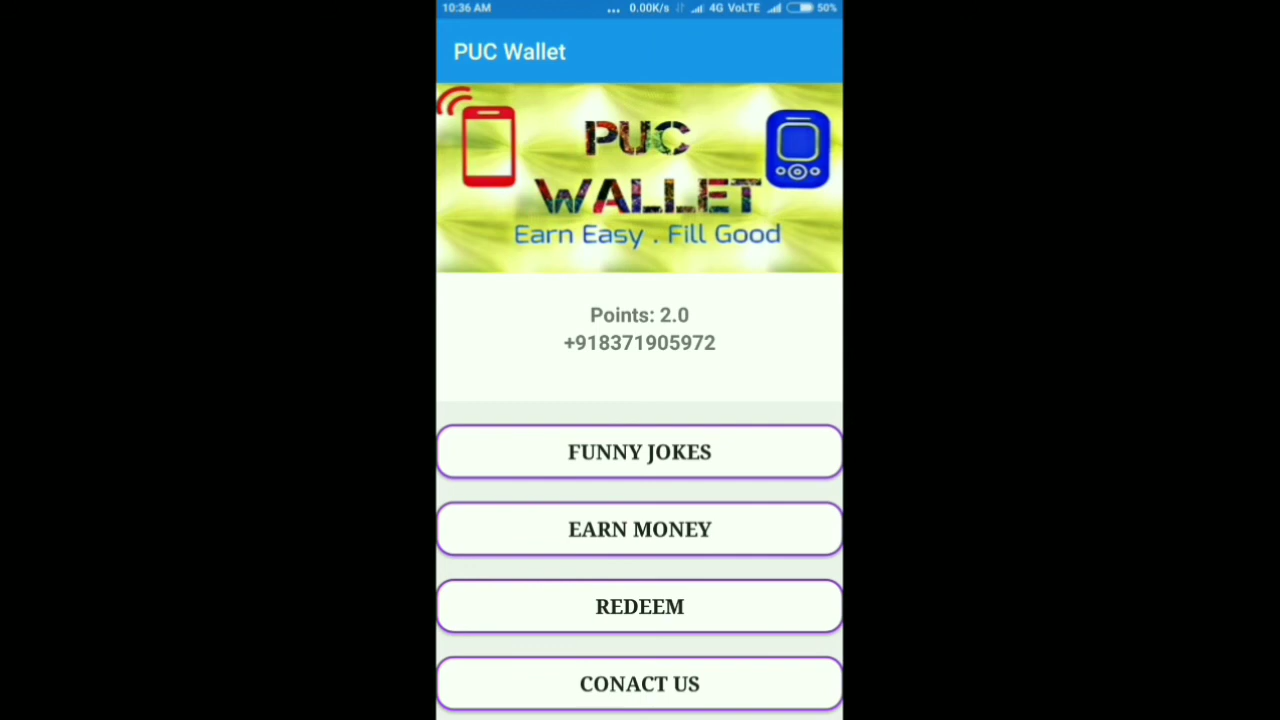 10:36 AM ... 0.00K/s 4G VoLTE 50%
PUC Wallet
PUC
WALLET
Earn Easy . Fill Good
Points: 2.0
+918371905972
FUNNY JOKES
EARN MONEY
REDEEM
CONACT US